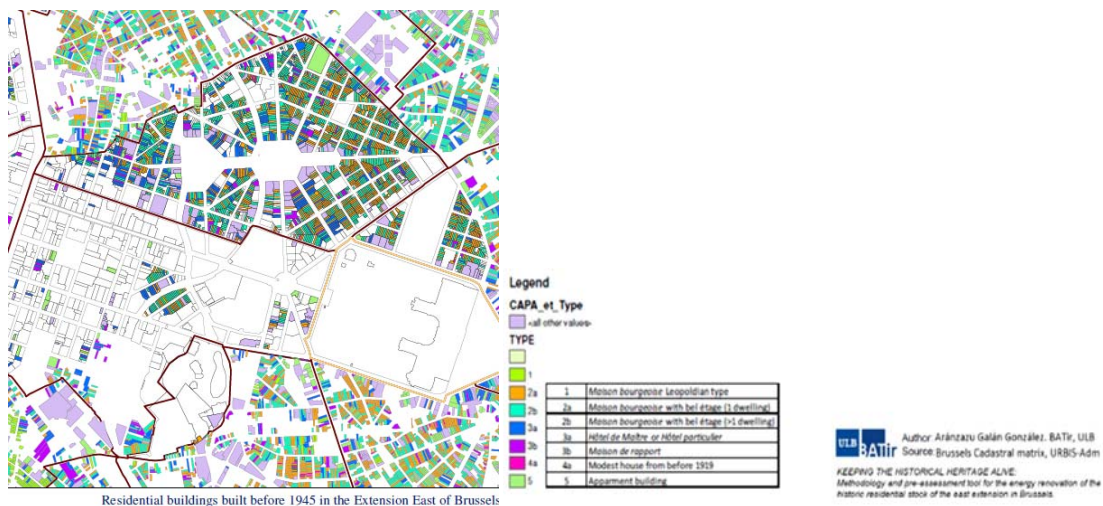 Residential buildings built before 1945 in the Extension East of Brussels
Legend
CAPA_et_Type
<all other values>
TYPE
1
2a
2b
3a
3b
4a
5
1 Maison bourgeoise Leopoldian type
2a Maison bourgeoise with bel étage (1 dwelling)
2b Maison bourgeoise with bel étage (>1 dwelling)
3a Hôtel de Maître or Hôtel particulier
3b Maison de rapport
4a Modest house from before 1919
5 Apparment building
ULB BATir
Author Aránzazu Galán González. BATir, ULB
Source Brussels Cadastral matrix, URBIS-Adm
KEEPING THE HISTORICAL HERITAGE ALIVE:
Methodology and pre-assessment tool for the energy renovation of the
historic residential stock of the east extension in Brussels.